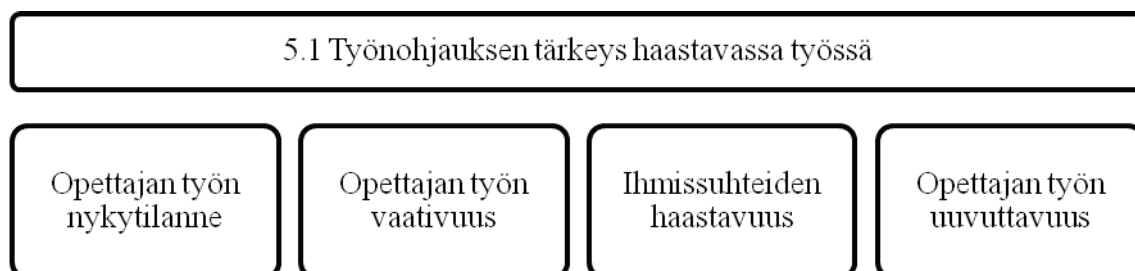 5.1 Työnohjauksen tärkeys haastavassa työssä
Opettajan työn
nykytilanne
Opettajan työn
vaativuus
Ihmissuhteiden
haastavuus
Opettajan työn
uuvuttavuus